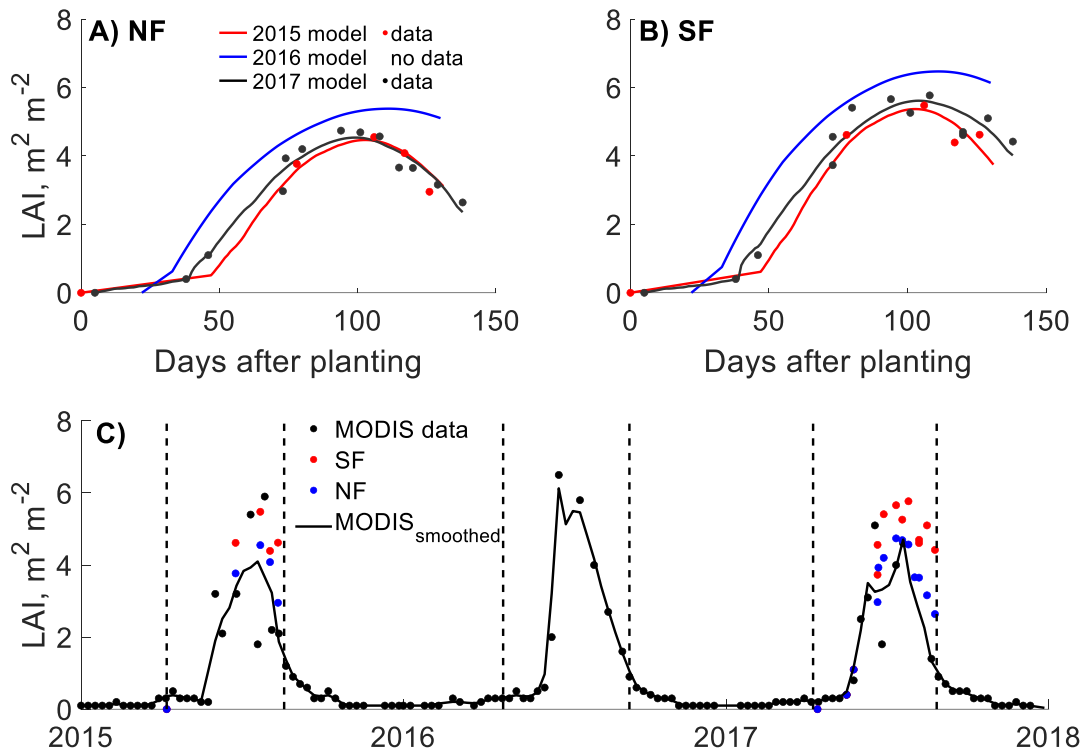 A) NF
2015 model data
2016 model no data
2017 model data
8
6
4
2
0
LAI, m2 m-2
0 50 100 150
Days after planting
B) SF
8
6
4
2
0
0 50 100 150
Days after planting
C)
MODIS data
SF
NF
MODISsmoothed
8
6
4
2
0
LAI, m2 m-2
2015 2016 2017 2018